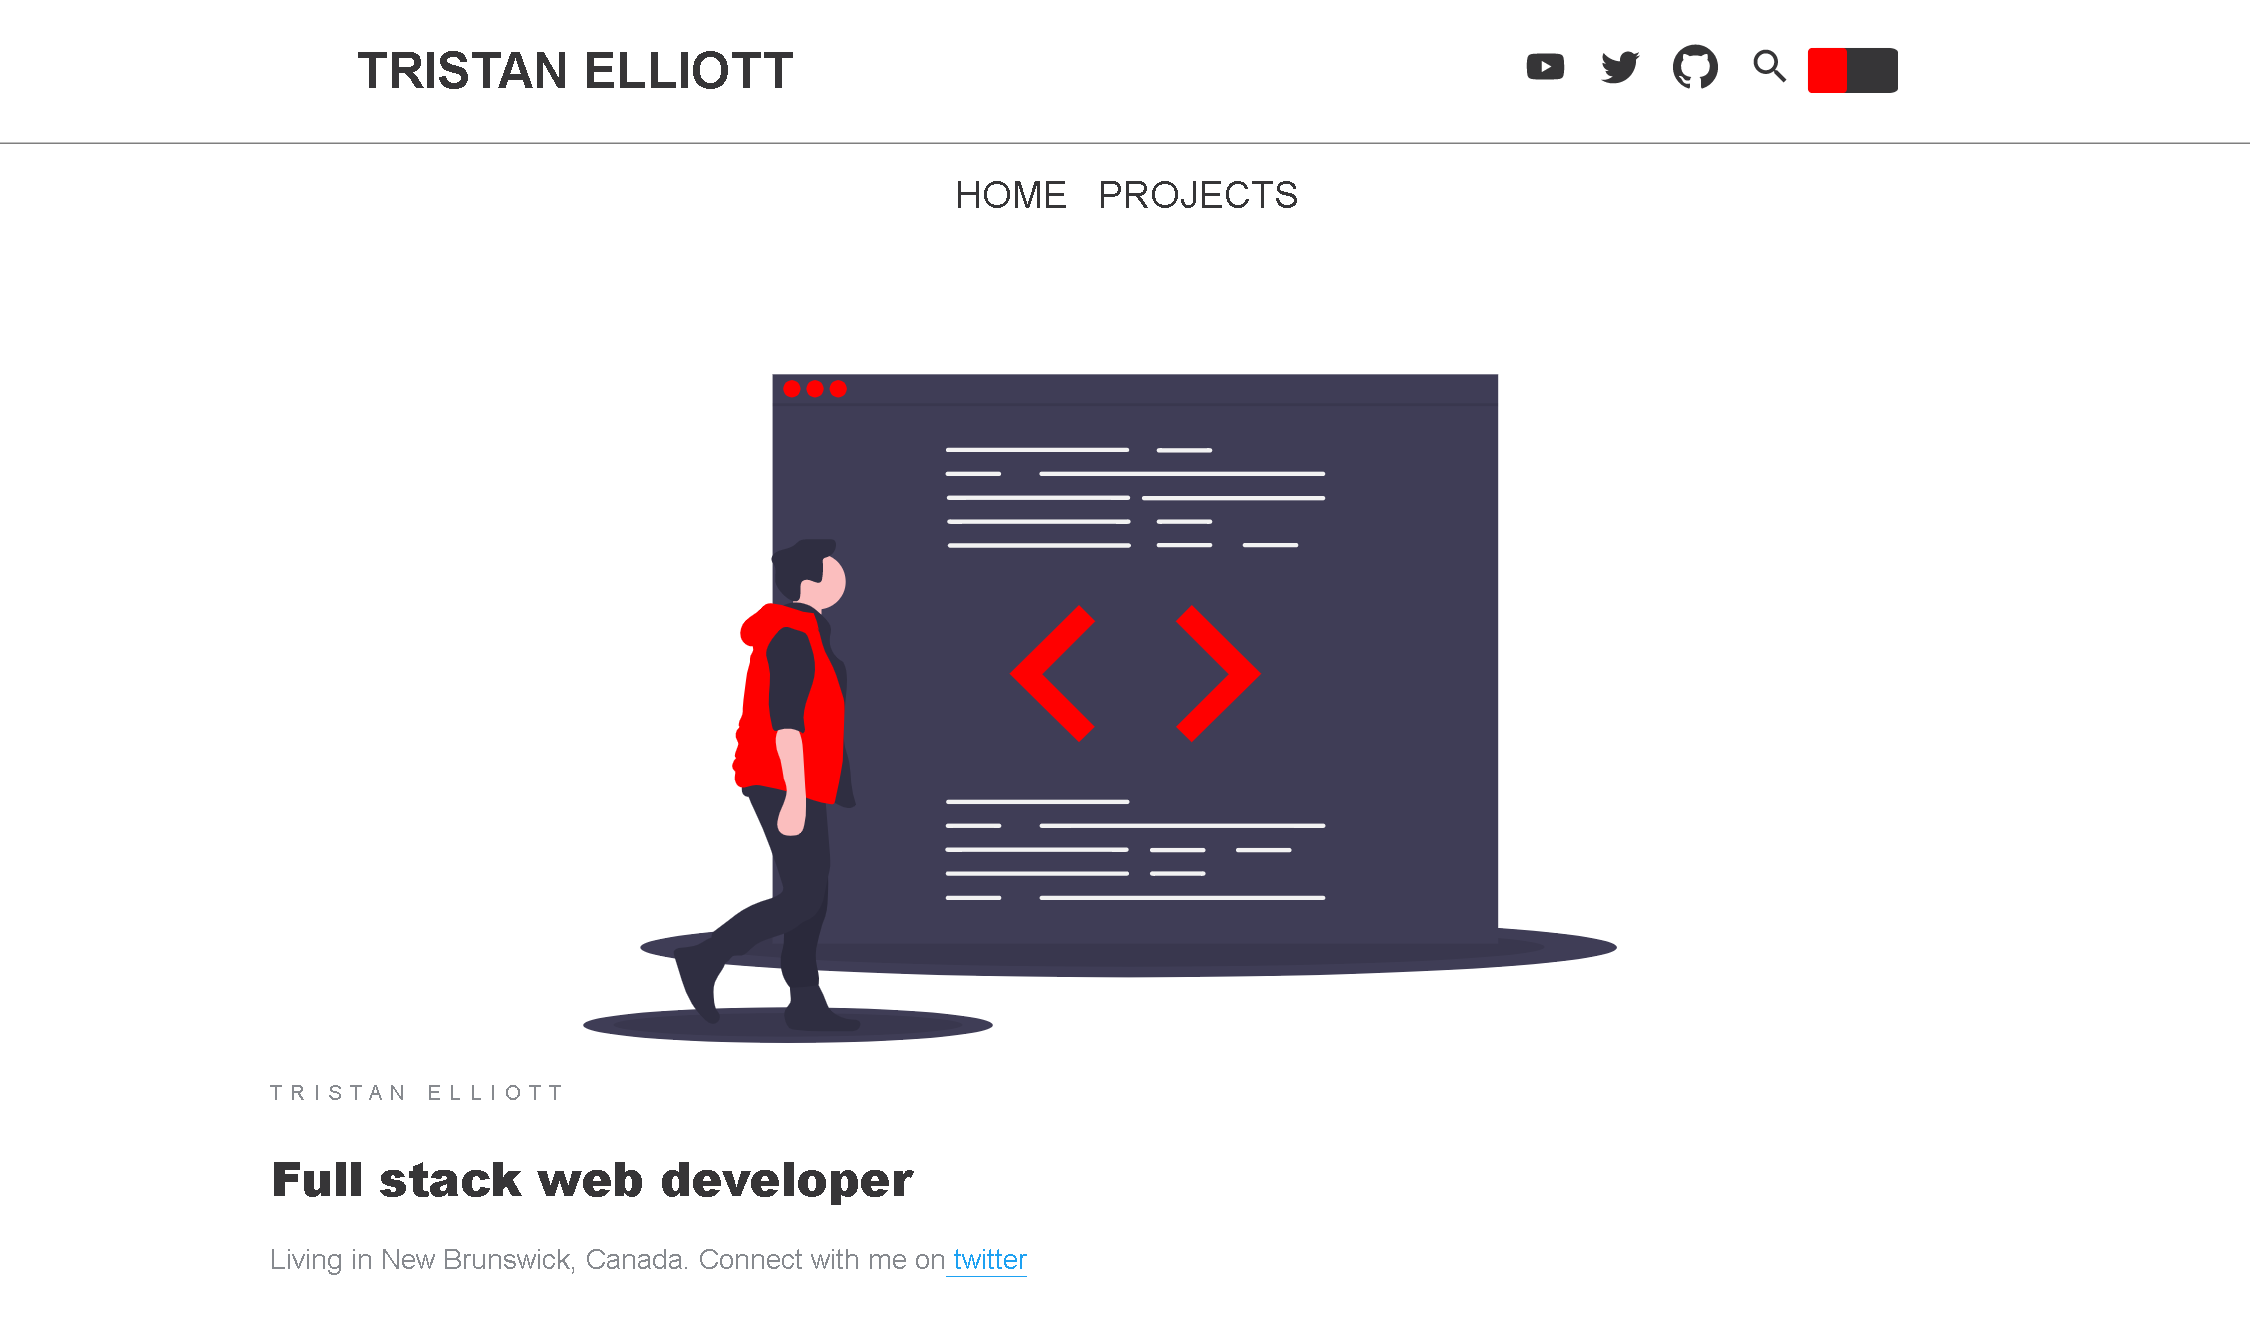 TRISTAN ELLIOTT
HOME PROJECTS
TRISTAN ELLIOTT
Full stack web developer
Living in New Brunswick, Canada. Connect with me on twitter